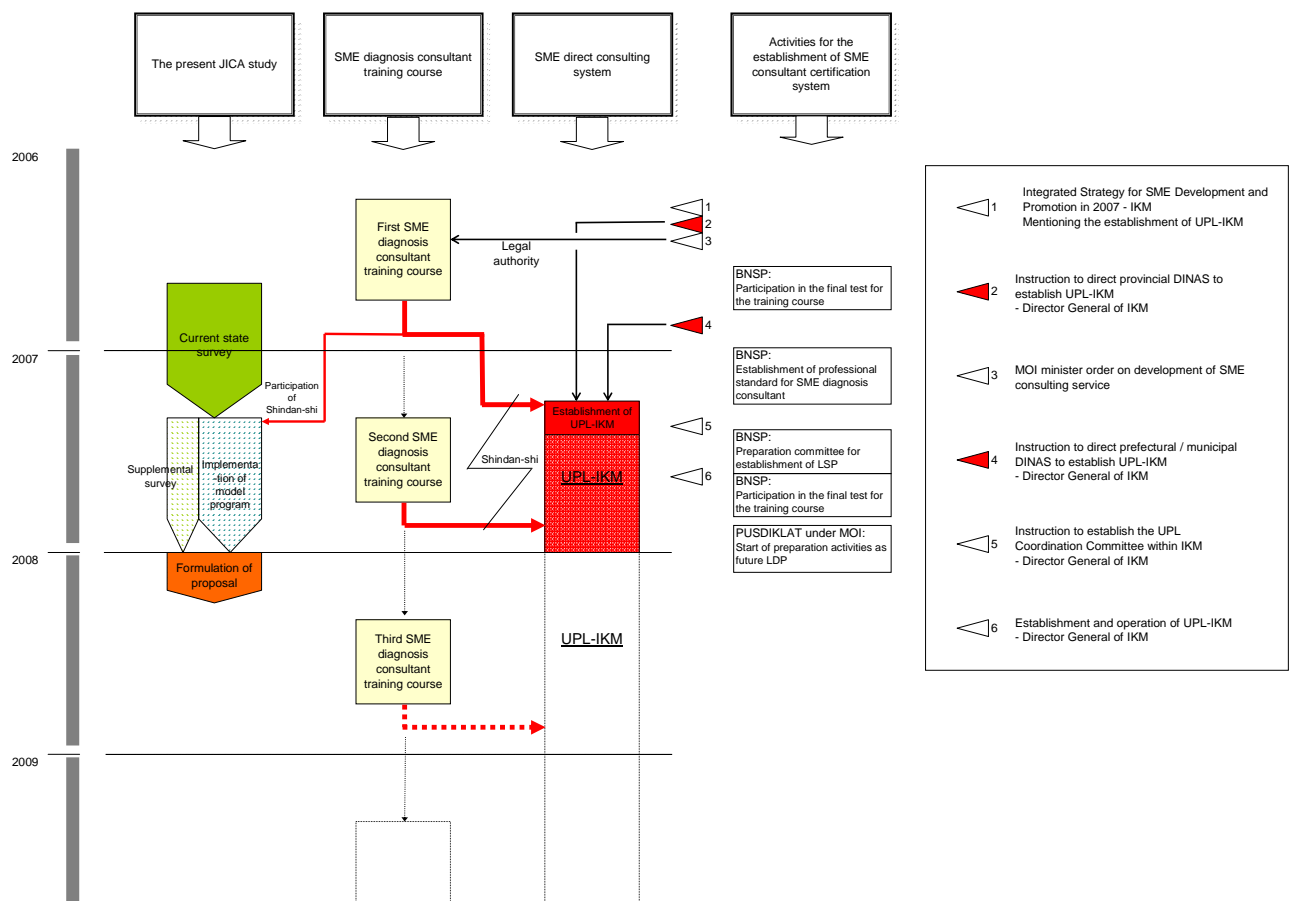 The present JICA study
SME diagnosis consultant
training course
SME direct consulting
system
Activities for the
establishment of SME
consultant certification
system
2006
First SME
diagnosis
consultant
training course
Legal
authority
1
2
3
BNSP:
Participation in the final test for
the training course
4
Current state
survey
2007
Participation
of
Shindan-shi
BNSP:
Establishment of professional
standard for SME diagnosis
consultant
Establishment of
UPL-IKM
5
Second SME
diagnosis
consultant
training course
Shindan-shi
UPL-IKM
BNSP:
Preparation committee for
establishment of LSP
6
BNSP:
Participation in the final test for
the training course
Supplemental
survey
Implementa
-tion of
model
program
PUSDIKLAT under MOI:
Start of preparation activities as
future LDP
2008
Formulation of
proposal
Third SME
diagnosis
consultant
training course
UPL-IKM
2009
1
Integrated Strategy for SME Development and
Promotion in 2007 - IKM
Mentioning the establishment of UPL-IKM
2
Instruction to direct provincial DINAS to
establish UPL-IKM
- Director General of IKM
3
MOI minister order on development of SME
consulting service
4
Instruction to direct prefectural / municipal
DINAS to establish UPL-IKM
- Director General of IKM
5
Instruction to establish the UPL
Coordination Committee within IKM
- Director General of IKM
6
Establishment and operation of UPL-IKM
- Director General of IKM